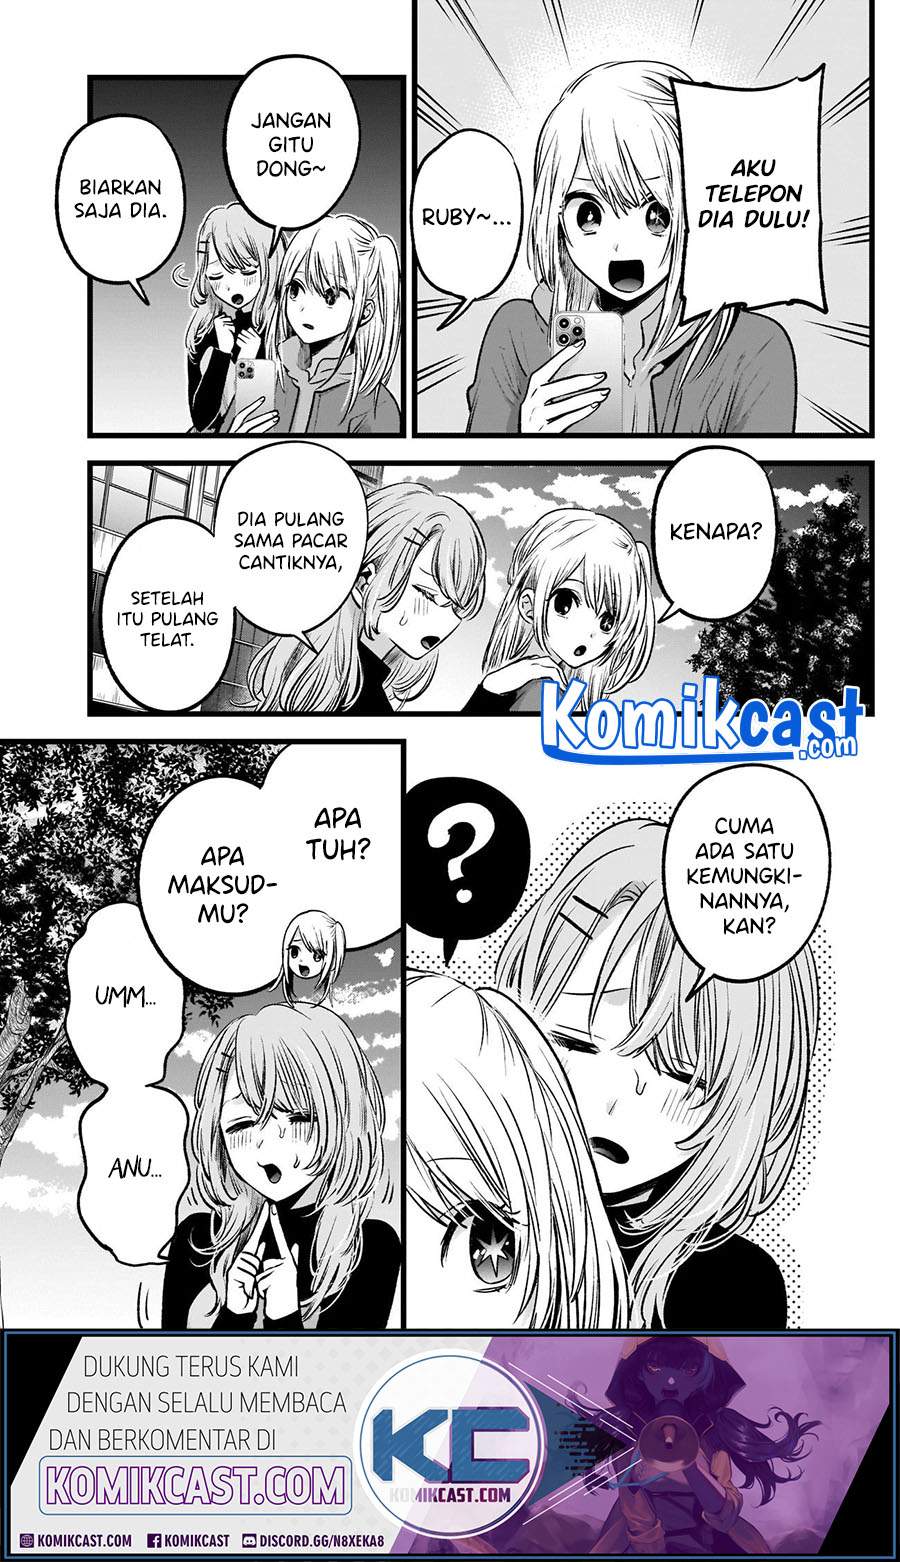 AKU
TELEPON
DIA DULU!
RUBY~...
JANGAN
GITU
DONG~
BIARKAN
SAJA DIA.
KENAPA?
DIA PULANG
SAMA PACAR
CANTIKNYA,
SETELAH
ITU PULANG
TELAT.
Komikcast
.com
CUMA
ADA SATU
KEMUNGKI-
NANNYA,
KAN?
?
APA
TUH?
APA
MAKSUD-
MU?
UMM...
ANU...
DUKUNG TERUS KAMI
DENGAN SELALU MEMBACA
DAN BERKOMENTAR DI
KOMIKCAST.COM
KOMIKCAST.COM
KOMIKCAST.COM
DISCORD.GG/N8XEKA8
KC
KOMIKCAST.COM